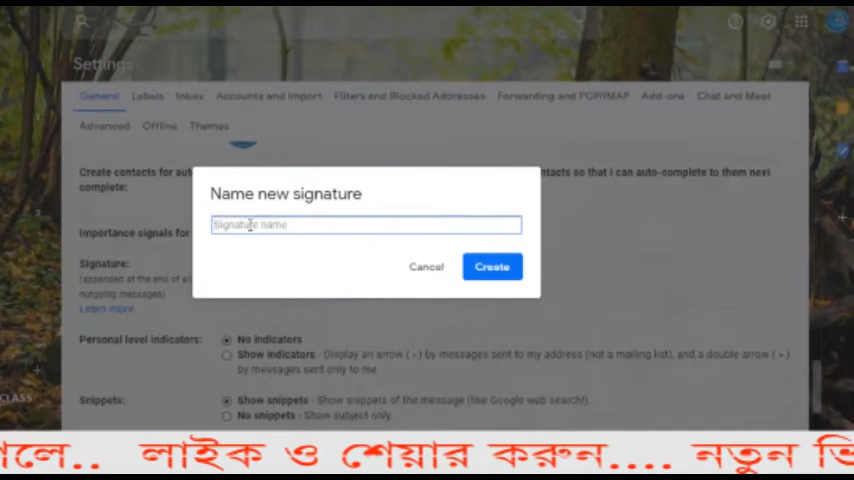 Settings
General Labels Inbox Accounts and Import Filters and Blocked Addresses Forwarding and POP/IMAP Add-ons Chat and Meet
Advanced Offline Themes
Create contacts for aut
complete:
ntacts so that I can auto-complete to them next
Name new signature
Signature name
Cancel Create
Importance signals for
Signature:
(appended at the end of all
outgoing messages)
Learn more
Personal level indicators: No indicators
Show indicators - Display an arrow ( › ) by messages sent to my address (not a mailing list), and a double arrow ( » )
by messages sent only to me.
Snippets: Show snippets - Show snippets of the message (like Google web search!).
No snippets - Show subject only.
CLASS
লাইক ও শেয়ার করুন.... নতুন ভি